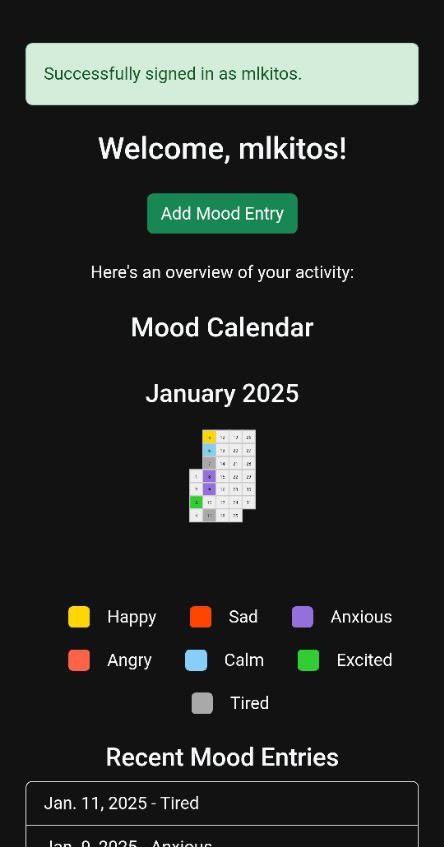 Successfully signed in as mlkitos.
Welcome, mlkitos!
Add Mood Entry
Here's an overview of your activity:
Mood Calendar
January 2025
Happy Sad Anxious
Angry Calm Excited
Tired
Recent Mood Entries
Jan. 11, 2025 - Tired
Jan. 9, 2025 - Anxious